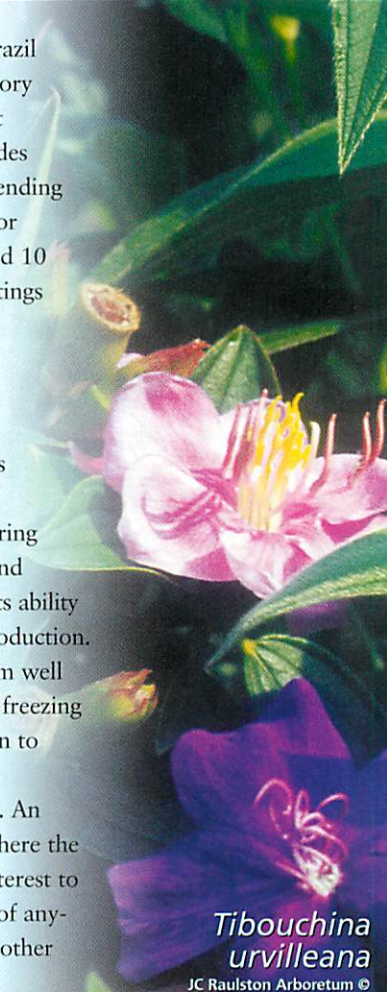 razil
ory
des
ending
or
d 10
tings
s
ring
nd
ts ability
oduction.
m well
freezing
n to
. An
here the
terest to
of any-
other
Tibouchina
urvilleana
JC Raulston Arboretum ©